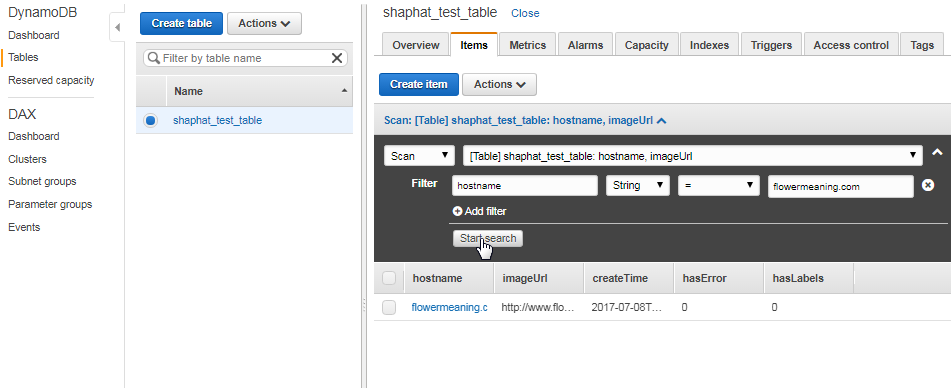 DynamoDB
Dashboard
Tables
Reserved capacity
DAX
Dashboard
Clusters
Subnet groups
Parameter groups
Events
Create table Actions
Filter by table name
Name
shaphat_test_table
shaphat_test_table Close
Overview Items Metrics Alarms Capacity Indexes Triggers Access control Tags
Create item Actions
Scan: [Table] shaphat_test_table: hostname, imageUrl
Scan [Table] shaphat_test_table: hostname, imageUrl
Filter hostname String = flowermeaning.com
Add filter
Start search
hostname imageUrl createTime hasError hasLabels
flowermeaning.c http://www.flo... 2017-07-08T... 0 0